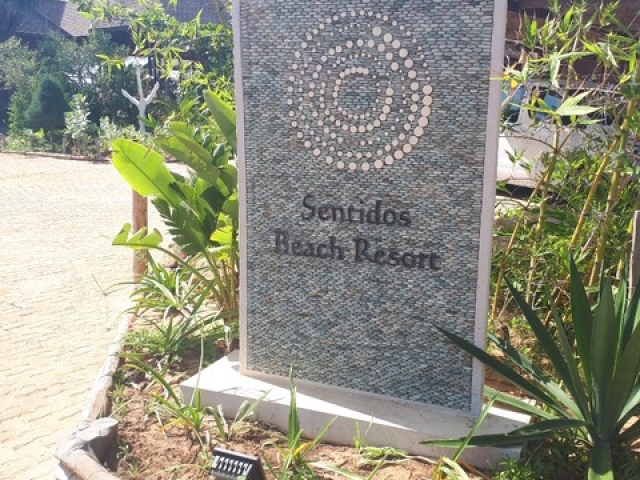 Sentidos
Beach Resort